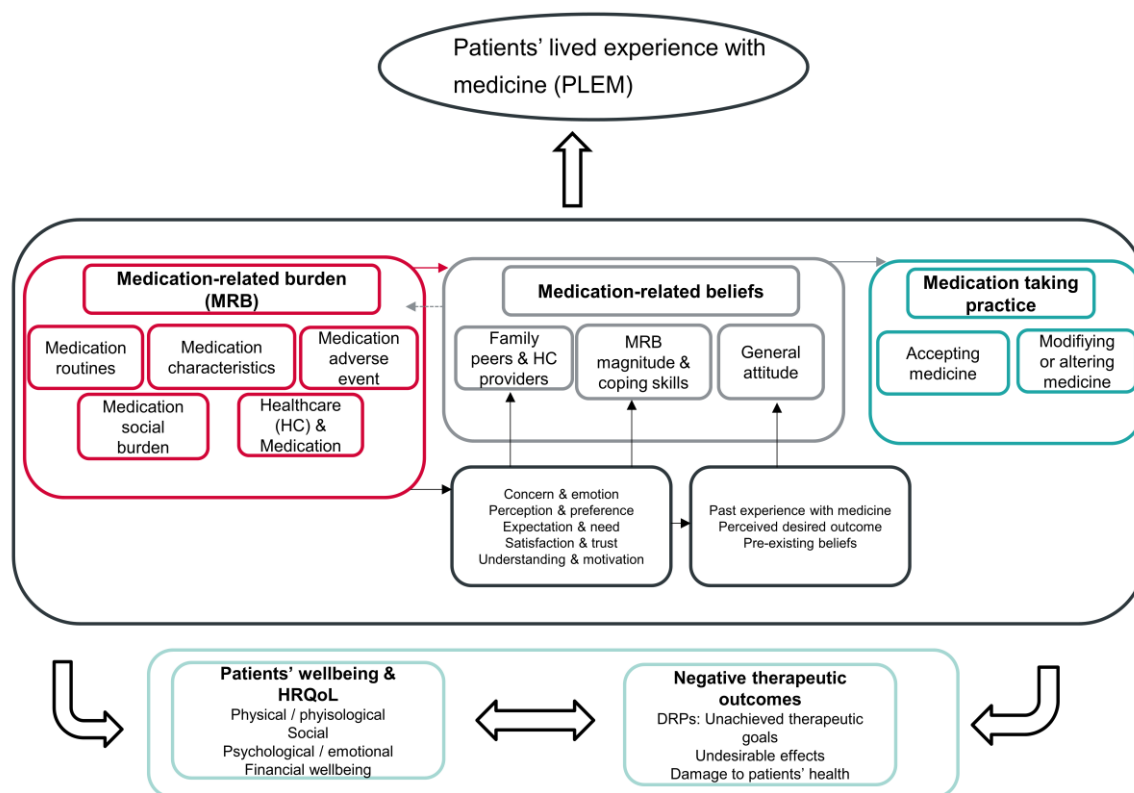 Patients' lived experience with
medicine (PLEM)
Medication-related burden
(MRB)
Medication
routines
Medication
characteristics
Medication
adverse
event
Medication
social
burden
Healthcare
(HC) &
Medication
Medication-related beliefs
Family
peers & HC
providers
MRB
magnitude &
coping skills
General
attitude
Medication taking
practice
Accepting
medicine
Modifiying
or altering
medicine
Concern & emotion
Perception & preference
Expectation & need
Satisfaction & trust
Understanding & motivation
Past experience with medicine
Perceived desired outcome
Pre-existing beliefs
Patients' wellbeing &
HRQoL
Physical / phyisological
Social
Psychological / emotional
Financial wellbeing
Negative therapeutic
outcomes
DRPs: Unachieved therapeutic
goals
Undesirable effects
Damage to patients' health